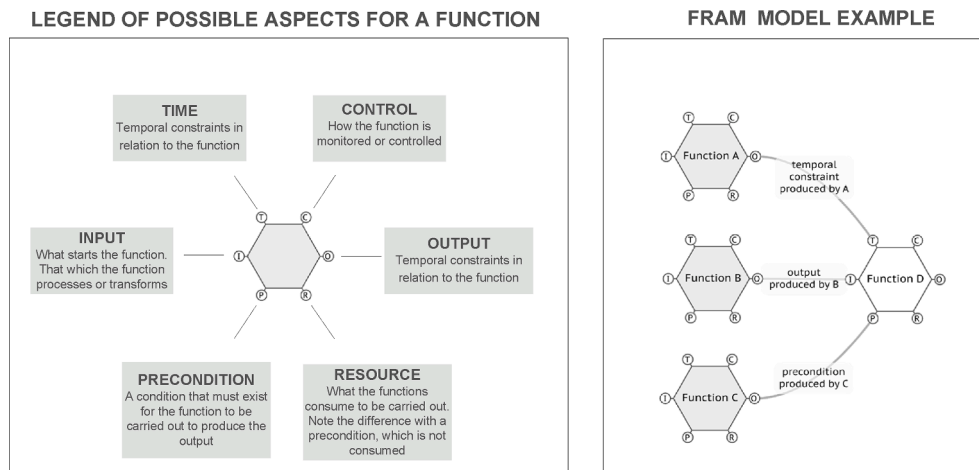 LEGEND OF POSSIBLE ASPECTS FOR A FUNCTION
TIME
Temporal constraints in
relation to the function
CONTROL
How the function is
monitored or controlled
T
C
INPUT
What starts the function.
That which the function
processes or transforms
I
O
OUTPUT
Temporal constraints in
relation to the function
P
R
PRECONDITION
A condition that must exist
for the function to be
carried out to produce the
output
RESOURCE
What the functions
consume to be carried out.
Note the difference with a
precondition, which is not
consumed
FRAM MODEL EXAMPLE
T
C
I
Function A
O
P
R
temporal
constraint
produced by A
T
C
I
Function B
O
P
R
output
produced by B
T
C
I
Function D
O
P
R
T
C
I
Function C
O
P
R
precondition
produced by C